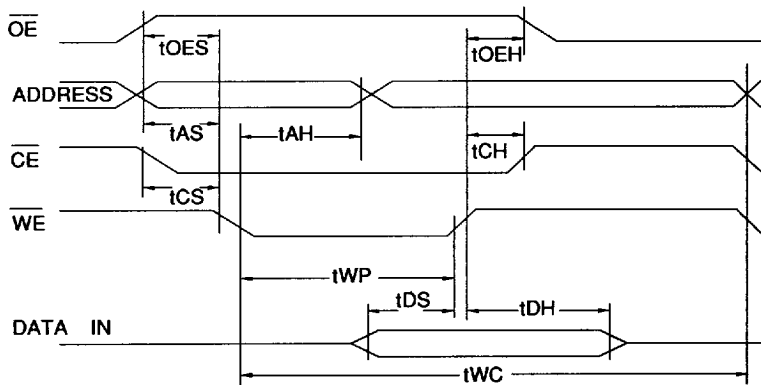 OE
tOES
tOEH
ADDRESS
tAS
tAH
tCH
CE
tCS
WE
tWP
tDS
tDH
DATA IN
tWC